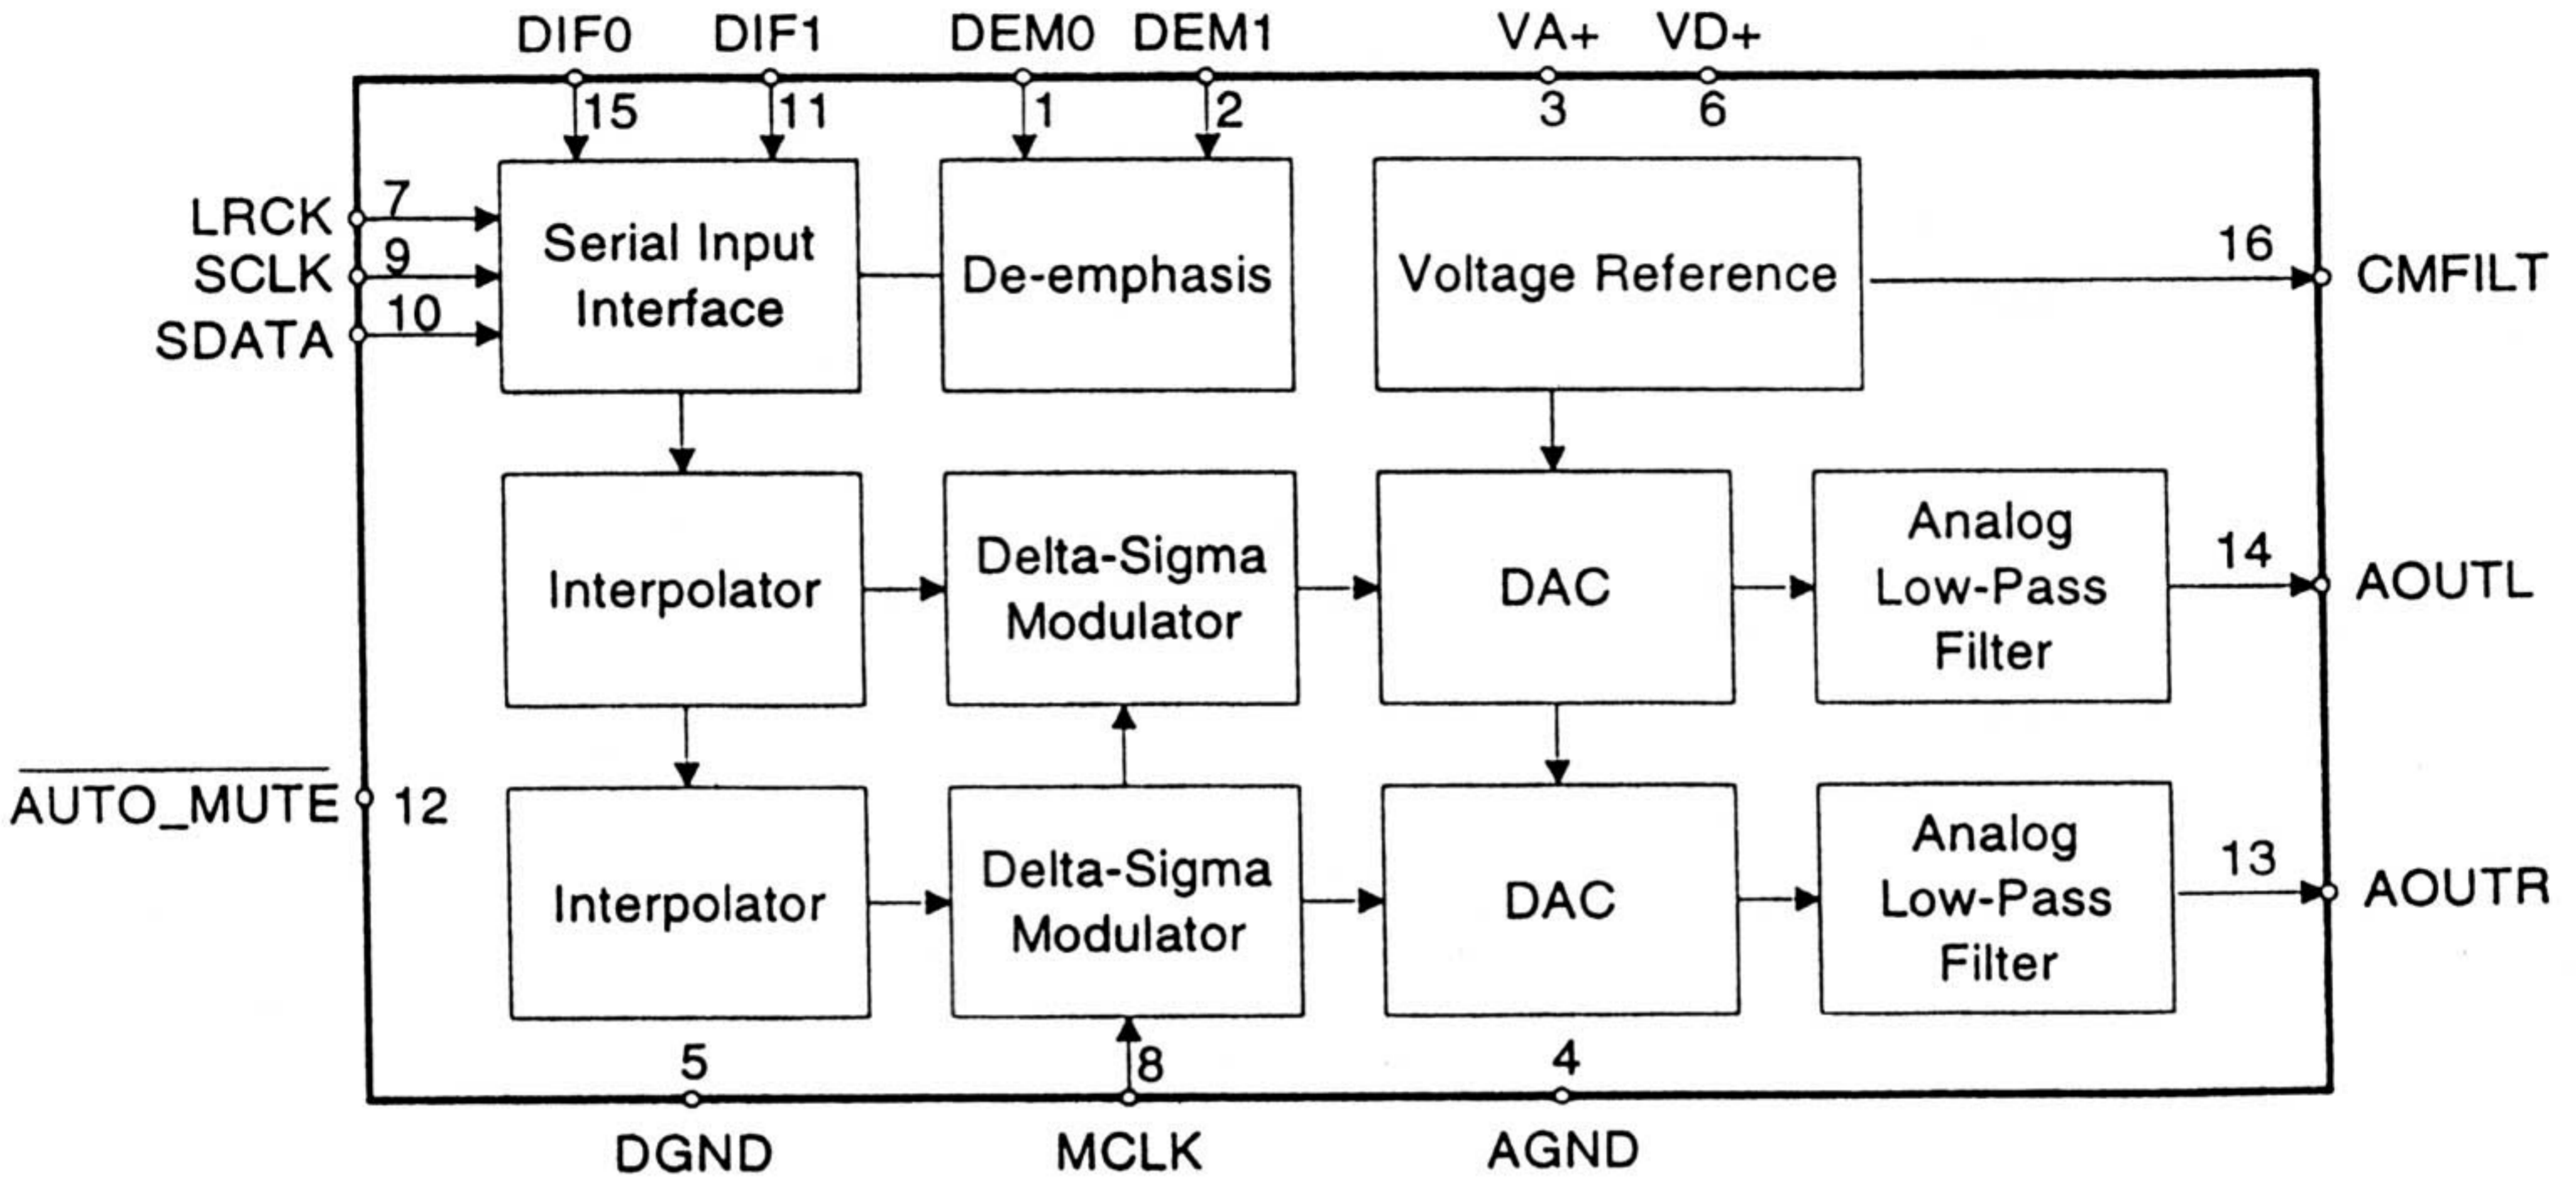 DIF0 DIF1 DEM0 DEM1 VA+ VD+
15 11 1 2 3 6
LRCK 7
SCLK 9
SDATA 10
Serial Input
Interface
De-emphasis
Voltage Reference
16 CMFILT
Interpolator
Delta-Sigma
Modulator
DAC
Analog
Low-Pass
Filter
14 AOUTL
AUTO_MUTE 12
Interpolator
Delta-Sigma
Modulator
DAC
Analog
Low-Pass
Filter
13 AOUTR
5 8 4
DGND MCLK AGND